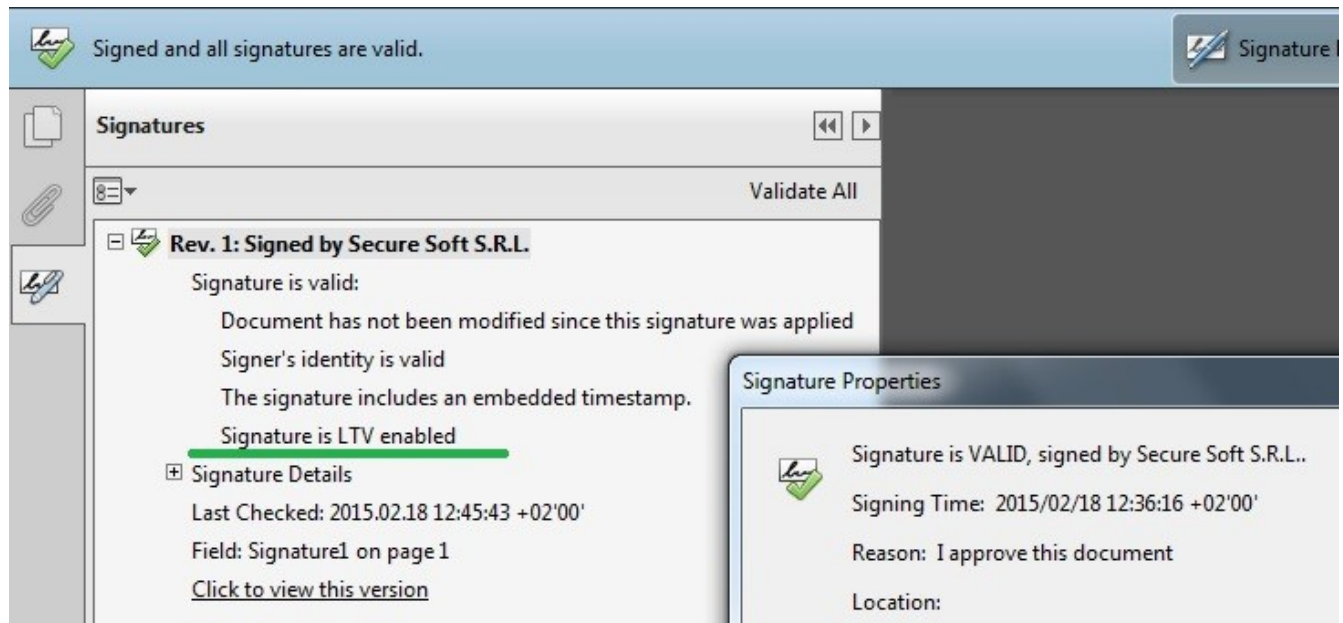 Signed and all signatures are valid.
Signature
Signatures
Validate All
Rev. 1: Signed by Secure Soft S.R.L.
Signature is valid:
Document has not been modified since this signature was applied
Signer's identity is valid
The signature includes an embedded timestamp.
Signature is LTV enabled
Signature Details
Last Checked: 2015.02.18 12:45:43 +02'00'
Field: Signature1 on page 1
Click to view this version
Signature Properties
Signature is VALID, signed by Secure Soft S.R.L..
Signing Time: 2015/02/18 12:36:16 +02'00'
Reason: I approve this document
Location: